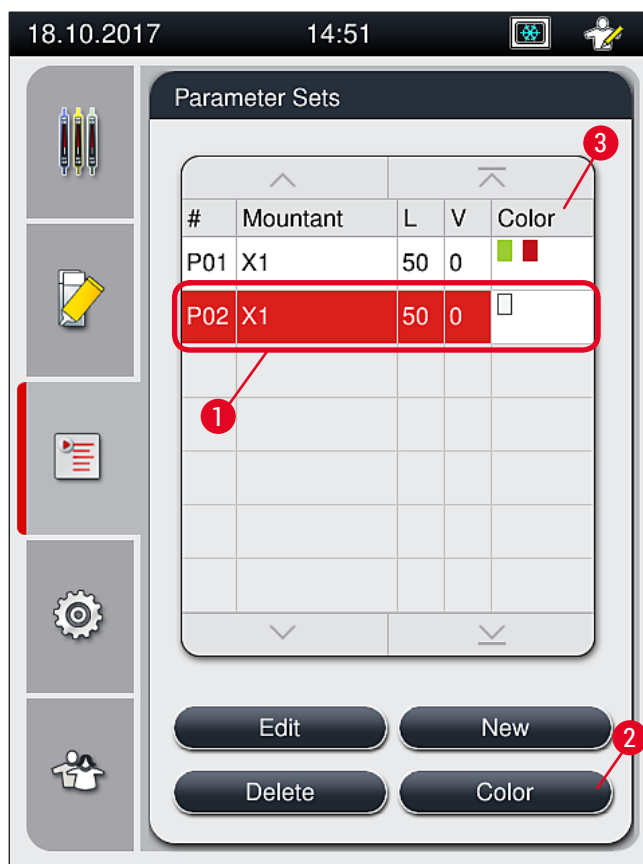 18.10.2017 14:51
Parameter Sets
3
# Mountant L V Color
P01 X1 50 0
P02 X1 50 0
1
Edit New
2
Delete Color